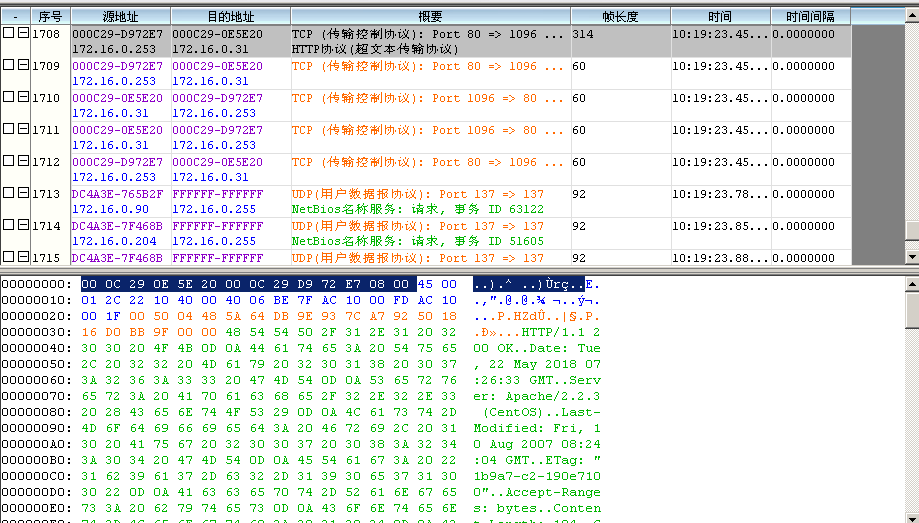 - 序号 源地址 目的地址 概要 帧长度 时间 时间间隔
1708 000C29-D972E7 000C29-0E5E20 TCP (传输控制协议): Port 80 => 1096 ... 314 10:19:23.45... 0.0000000
172.16.0.253 172.16.0.31 HTTP协议(超文本传输协议)
1709 000C29-D972E7 000C29-0E5E20 TCP (传输控制协议): Port 80 => 1096 ... 60 10:19:23.45... 0.0000000
172.16.0.253 172.16.0.31
1710 000C29-0E5E20 000C29-D972E7 TCP (传输控制协议): Port 1096 => 80 ... 60 10:19:23.45... 0.0000000
172.16.0.31 172.16.0.253
1711 000C29-0E5E20 000C29-D972E7 TCP (传输控制协议): Port 1096 => 80 ... 60 10:19:23.45... 0.0000000
172.16.0.31 172.16.0.253
1712 000C29-D972E7 000C29-0E5E20 TCP (传输控制协议): Port 80 => 1096 ... 60 10:19:23.45... 0.0000000
172.16.0.253 172.16.0.31
1713 DC4A3E-765B2F FFFFFF-FFFFFF UDP(用户数据报协议): Port 137 => 137 92 10:19:23.78... 0.0000000
172.16.0.90 172.16.0.255 NetBios名称服务: 请求, 事务 ID 63122
1714 DC4A3E-7F468B FFFFFF-FFFFFF UDP(用户数据报协议): Port 137 => 137 92 10:19:23.85... 0.0000000
172.16.0.204 172.16.0.255 NetBios名称服务: 请求, 事务 ID 51605
1715 DC4A3E-7F468B FFFFFF-FFFFFF UDP(用户数据报协议): Port 137 => 137 92 10:19:23.88... 0.0000000
00000000: 00 0C 29 0E 5E 20 00 0C 29 D9 72 E7 08 00 45 00 ..).^ ..)Ùrç..E.
00000010: 01 2C 22 10 40 00 40 06 BE 7F AC 10 00 FD AC 10 .,".@.@.¾ ¬..ý¬.
00000020: 00 1F 00 50 04 48 5A 64 DB 9E 93 7C A7 92 50 18 ...P.HZdÛ..|§.P.
00000030: 16 D0 BB 9F 00 00 48 54 54 50 2F 31 2E 31 20 32 .Ð»...HTTP/1.1 2
00000040: 30 30 20 4F 4B 0D 0A 44 61 74 65 3A 20 54 75 65 00 OK..Date: Tue
00000050: 2C 20 32 32 20 4D 61 79 20 32 30 31 38 20 30 37 , 22 May 2018 07
00000060: 3A 32 36 3A 33 33 20 47 4D 54 0D 0A 53 65 72 76 :26:33 GMT..Serv
00000070: 65 72 3A 20 41 70 61 63 68 65 2F 32 2E 32 2E 33 er: Apache/2.2.3
00000080: 20 28 43 65 6E 74 4F 53 29 0D 0A 4C 61 73 74 2D (CentOS)..Last-
00000090: 4D 6F 64 69 66 69 65 64 3A 20 46 72 69 2C 20 31 Modified: Fri, 1
000000A0: 30 20 41 75 67 20 32 30 30 37 20 30 38 3A 32 34 0 Aug 2007 08:24
000000B0: 3A 30 34 20 47 4D 54 0D 0A 45 54 61 67 3A 20 22 :04 GMT..ETag: "
000000C0: 31 62 39 61 37 2D 63 32 2D 31 39 30 65 37 31 30 1b9a7-c2-190e710
000000D0: 30 22 0D 0A 41 63 63 65 70 74 2D 52 61 6E 67 65 0"..Accept-Range
000000E0: 73 3A 20 62 79 74 65 73 0D 0A 43 6F 6E 74 65 6E s: bytes..Conten